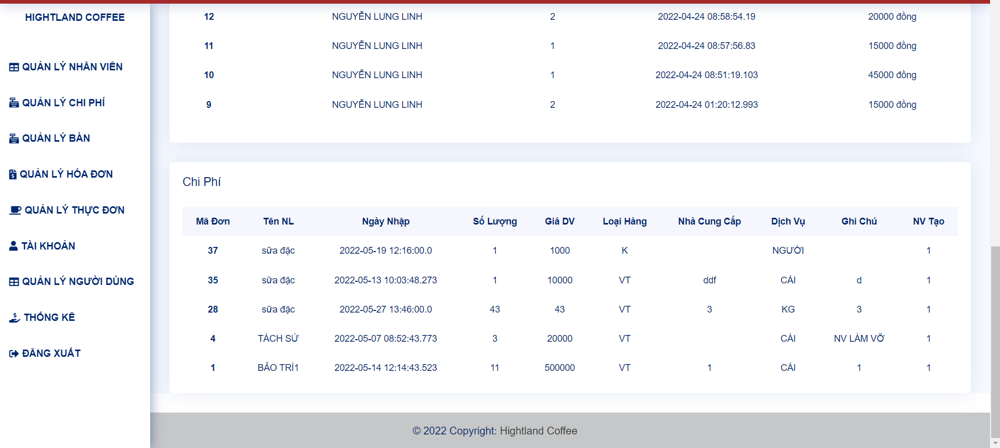 HIGHTLAND COFFEE
QUẢN LÝ NHÂN VIÊN
QUẢN LÝ CHI PHÍ
QUẢN LÝ BÀN
QUẢN LÝ HÓA ĐƠN
QUẢN LÝ THỰC ĐƠN
TÀI KHOẢN
QUẢN LÝ NGƯỜI DÙNG
THỐNG KÊ
ĐĂNG XUẤT
12 NGUYỄN LUNG LINH 2 2022-04-24 08:58:54.19 20000 đồng
11 NGUYỄN LUNG LINH 1 2022-04-24 08:57:56.83 15000 đồng
10 NGUYỄN LUNG LINH 1 2022-04-24 08:51:19.103 45000 đồng
9 NGUYỄN LUNG LINH 2 2022-04-24 01:20:12.993 15000 đồng
Chi Phí
Mã Đơn Tên NL Ngày Nhập Số Lượng Giá DV Loại Hàng Nhà Cung Cấp Dịch Vụ Ghi Chú NV Tạo
37 sữa đặc 2022-05-19 12:16:00.0 1 1000 K NGƯỜI 1
35 sữa đặc 2022-05-13 10:03:48.273 1 10000 VT ddf CÁI d 1
28 sữa đặc 2022-05-27 13:46:00.0 43 43 VT 3 KG 3 1
4 TÁCH SỨ 2022-05-07 08:52:43.773 3 20000 VT CÁI NV LÀM VỠ 1
1 BẢO TRÌ1 2022-05-14 12:14:43.523 11 500000 VT 1 CÁI 1 1
© 2022 Copyright: Hightland Coffee